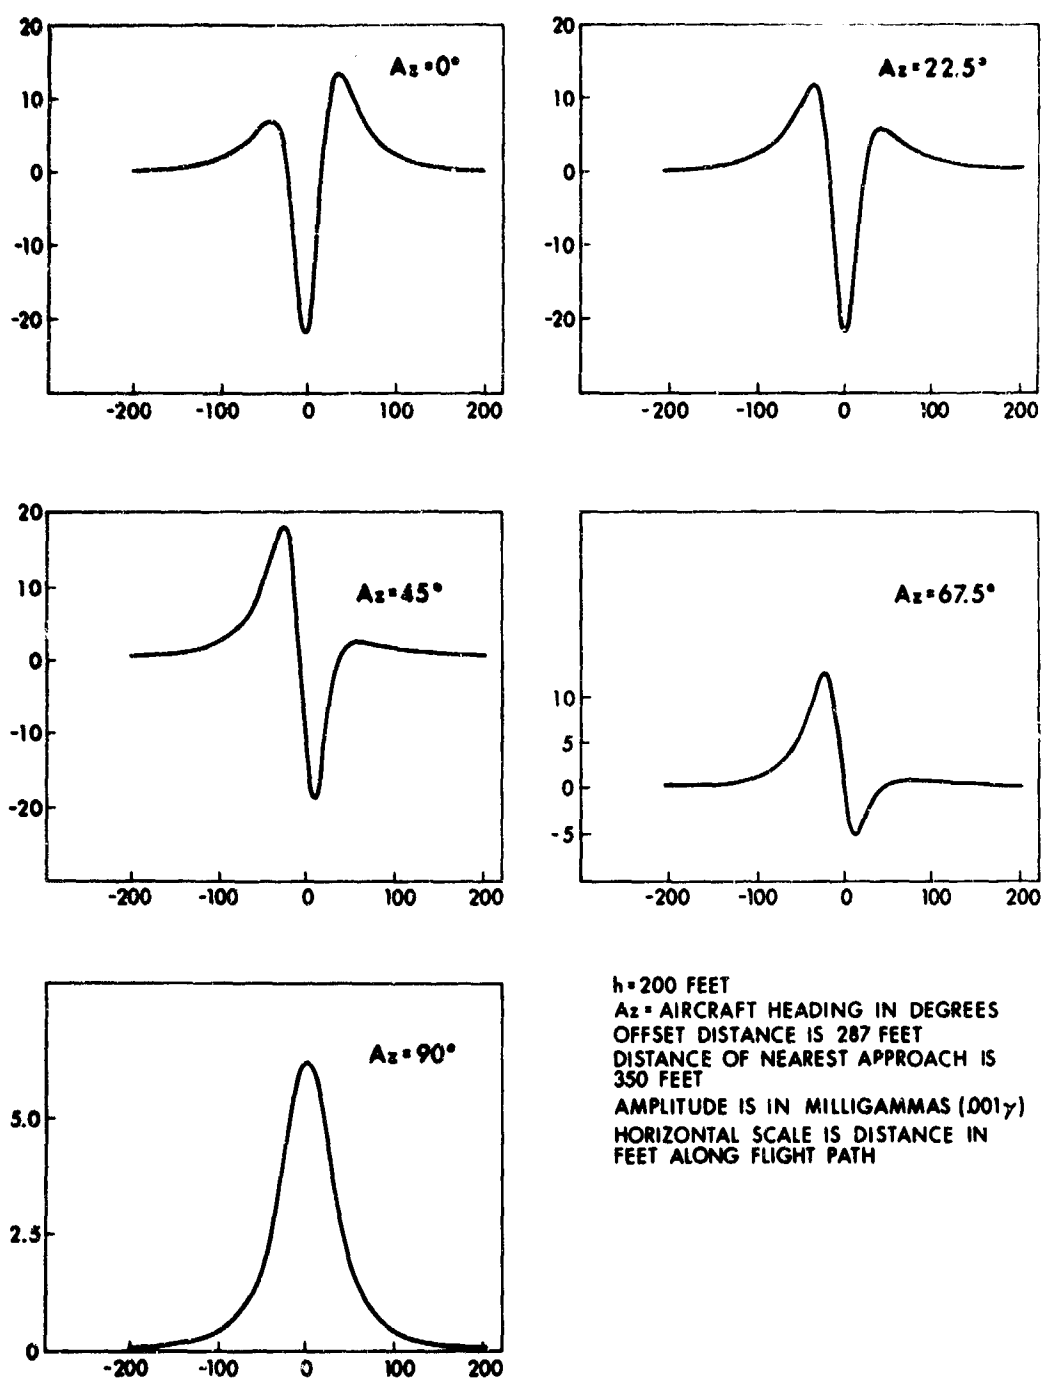 20
10
0
-10
-20
Az=0°
-200 -100 0 100 200
20
10
0
-10
-20
Az=22.5°
-200 -100 0 100 200
20
10
0
-10
-20
Az=45°
-200 -100 0 100 200
10
5
0
-5
Az=67.5°
-200 -100 0 100 200
5.0
2.5
0
Az=90°
-200 -100 0 100 200
h=200 FEET
Az= AIRCRAFT HEADING IN DEGREES
OFFSET DISTANCE IS 287 FEET
DISTANCE OF NEAREST APPROACH IS
350 FEET
AMPLITUDE IS IN MILLIGAMMAS (.001γ)
HORIZONTAL SCALE IS DISTANCE IN
FEET ALONG FLIGHT PATH